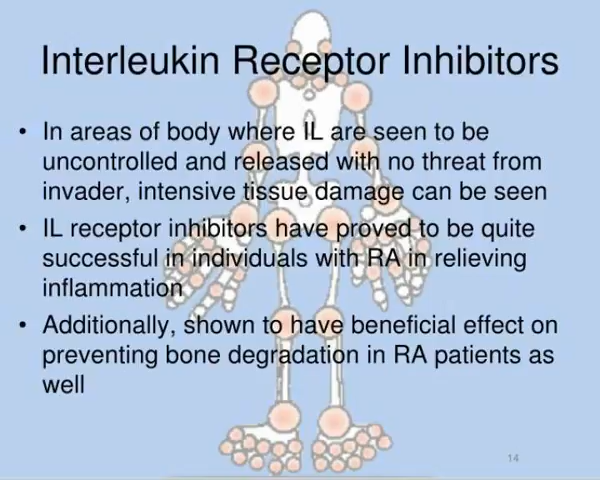 Interleukin Receptor Inhibitors
• In areas of body where IL are seen to be
uncontrolled and released with no threat from
invader, intensive tissue damage can be seen
• IL receptor inhibitors have proved to be quite
successful in individuals with RA in relieving
inflammation
• Additionally, shown to have beneficial effect on
preventing bone degradation in RA patients as
well
14